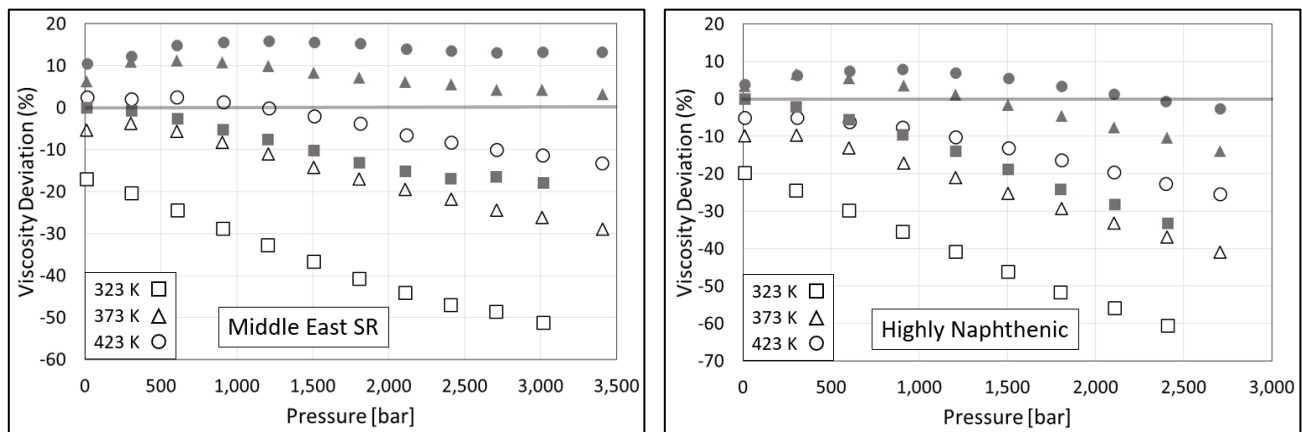 20
10
0
-10
-20
-30
-40
-50
-60
Viscosity Deviation (%)
323 K
373 K
423 K
Middle East SR
0 500 1,000 1,500 2,000 2,500 3,000 3,500
Pressure [bar]
20
10
0
-10
-20
-30
-40
-50
-60
-70
Viscosity Deviation (%)
323 K
373 K
423 K
Highly Naphthenic
0 500 1,000 1,500 2,000 2,500 3,000
Pressure [bar]